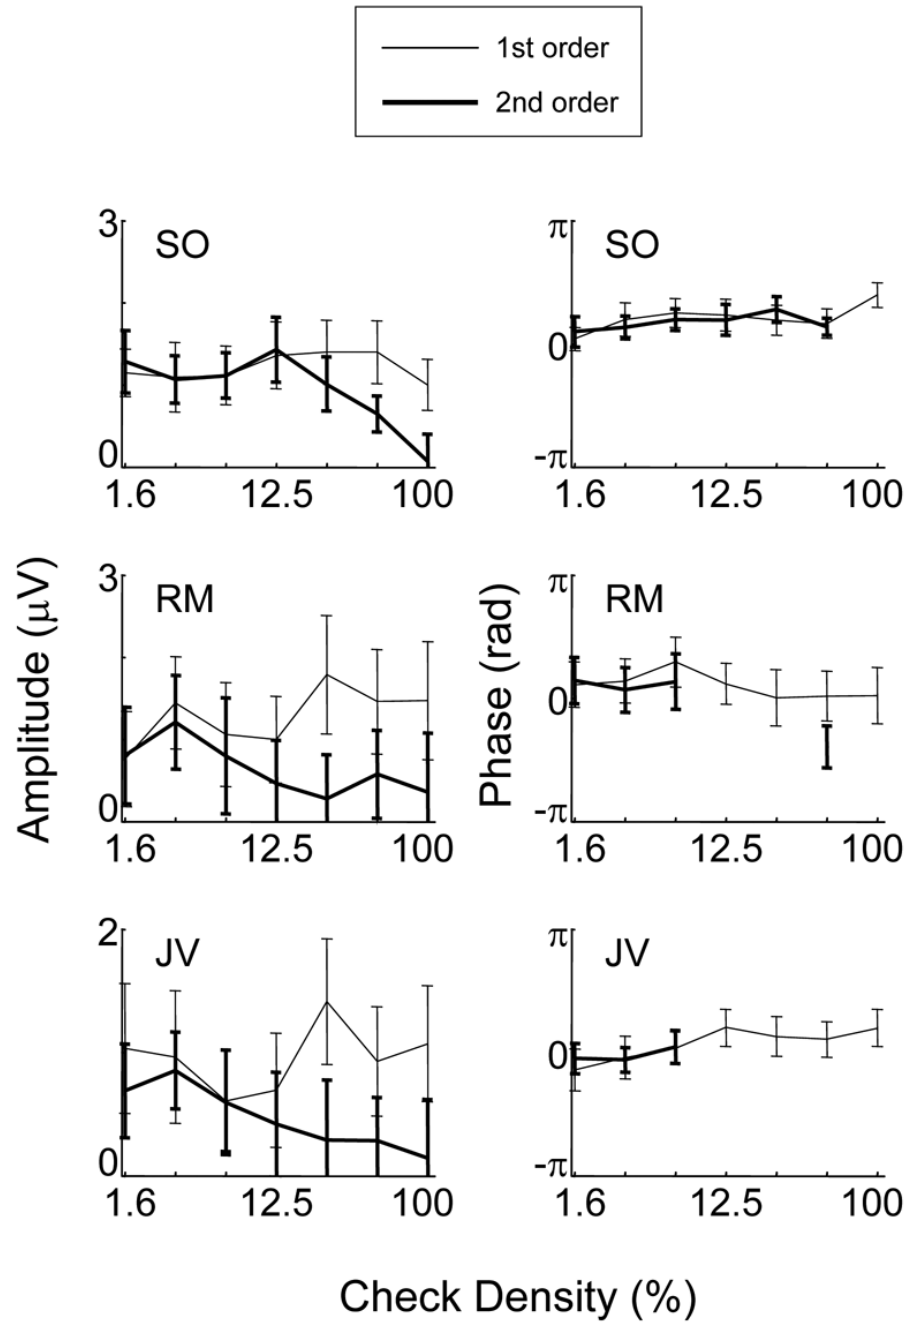 1st order
2nd order
3
SO
0
1.6 12.5 100
π
SO
0
-π
1.6 12.5 100
Amplitude (μV)
3
RM
0
1.6 12.5 100
Phase (rad)
π
RM
0
-π
1.6 12.5 100
2
JV
0
1.6 12.5 100
π
JV
0
-π
1.6 12.5 100
Check Density (%)